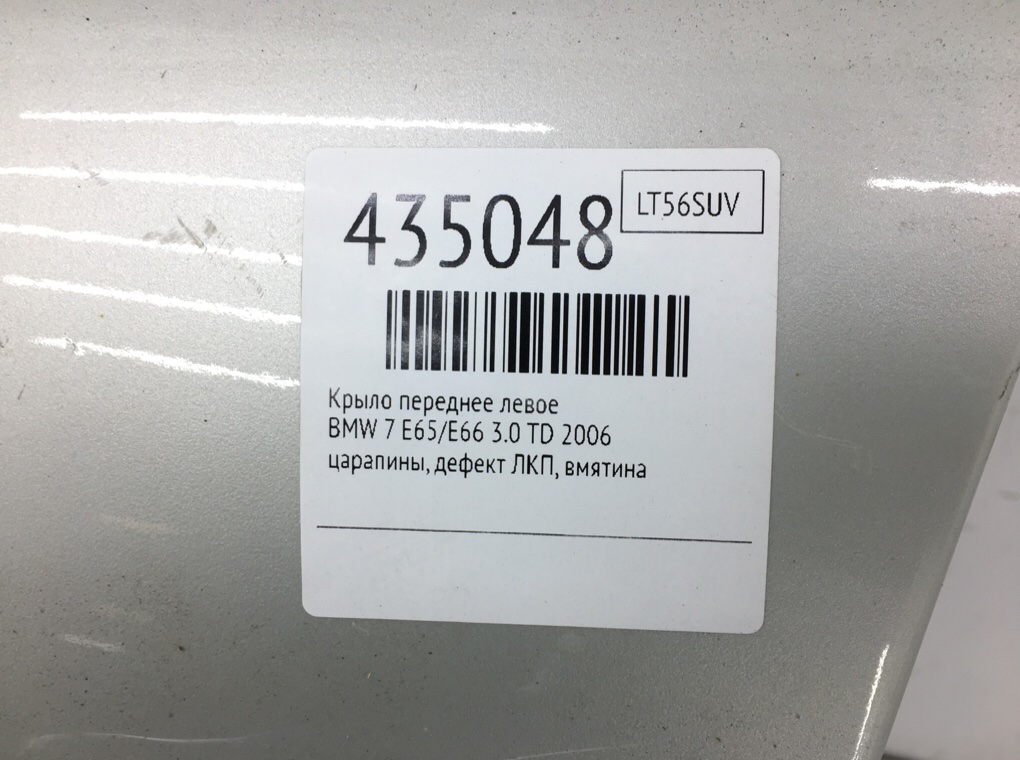 435048
LT56SUV
Крыло переднее левое
BMW 7 E65/E66 3.0 TD 2006
царапины, дефект ЛКП, вмятина